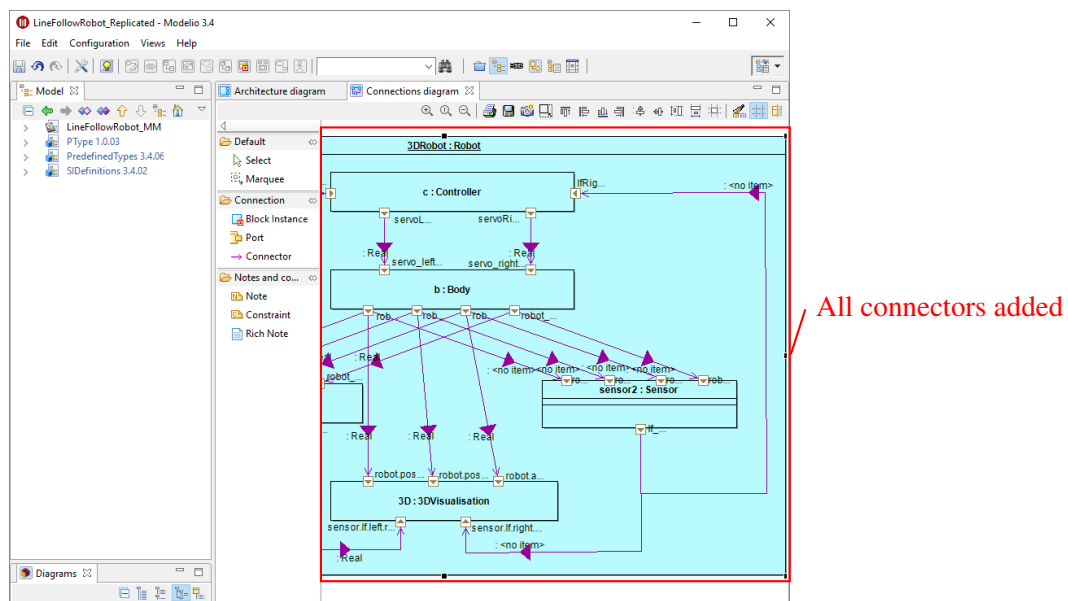 LineFollowRobot_Replicated - Modelio 3.4
File Edit Configuration Views Help
Model
LineFollowRobot_MM
PType 1.0.03
PredefinedTypes 3.4.06
SIDefinitions 3.4.02
Diagrams
Architecture diagram
Connections diagram
Default
Select
Marquee
Connection
Block Instance
Port
Connector
Notes and co...
Note
Constraint
Rich Note
3DRobot : Robot
c : Controller
lfRig...
: <no item>
servoL...
servoRi...
: Real
: Real
servo_left...
servo_right...
b : Body
rob...
rob...
rob...
robot_...
: Real
: <no item>
<no item>
: <no item>
<no item>
robot_...
ro...
ro...
ro...
rob...
sensor2 : Sensor
lf_...
: Real
: Real
: Real
robot.pos...
robot.pos...
robot.a...
3D : 3DVisualisation
sensor.lf.left.r...
sensor.lf.right....
: <no item>
: Real
All connectors added